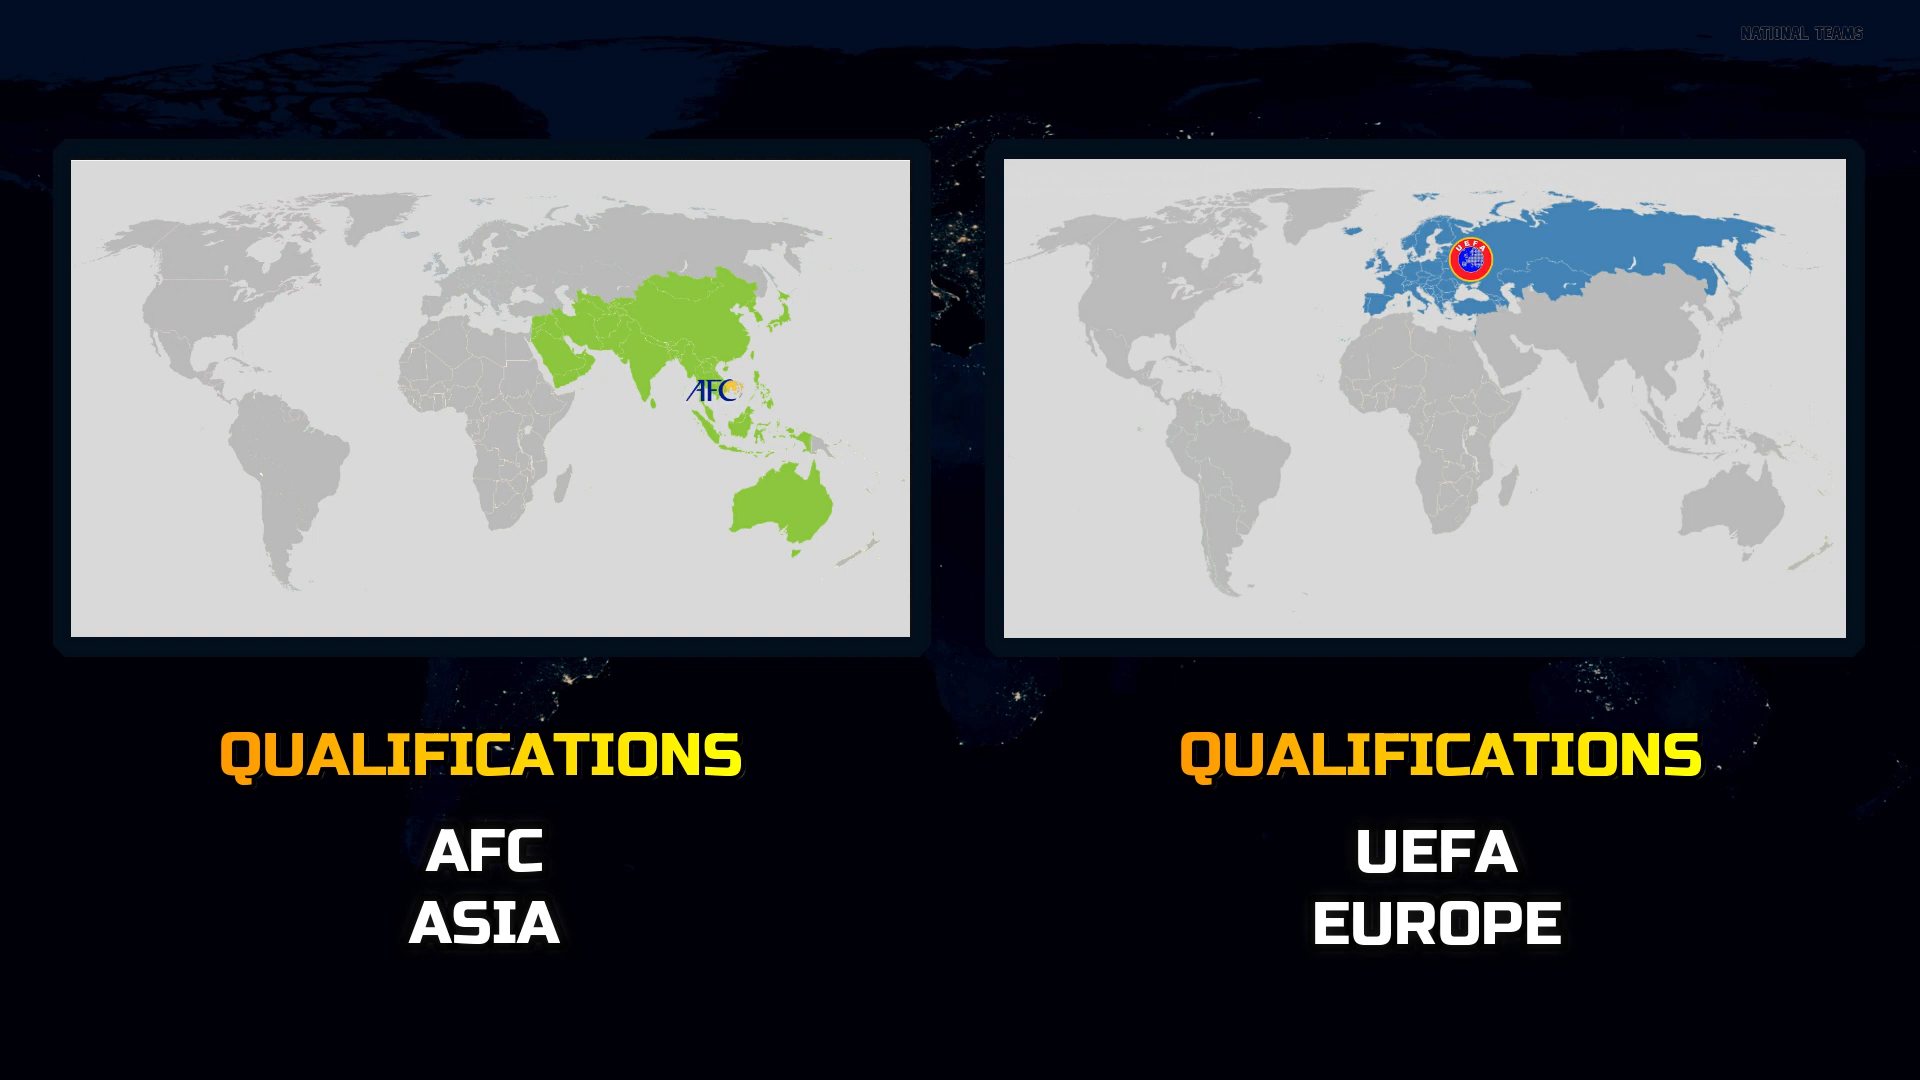 NATIONAL TEAMS
AFC
UEFA
QUALIFICATIONS
AFC
ASIA
QUALIFICATIONS
UEFA
EUROPE